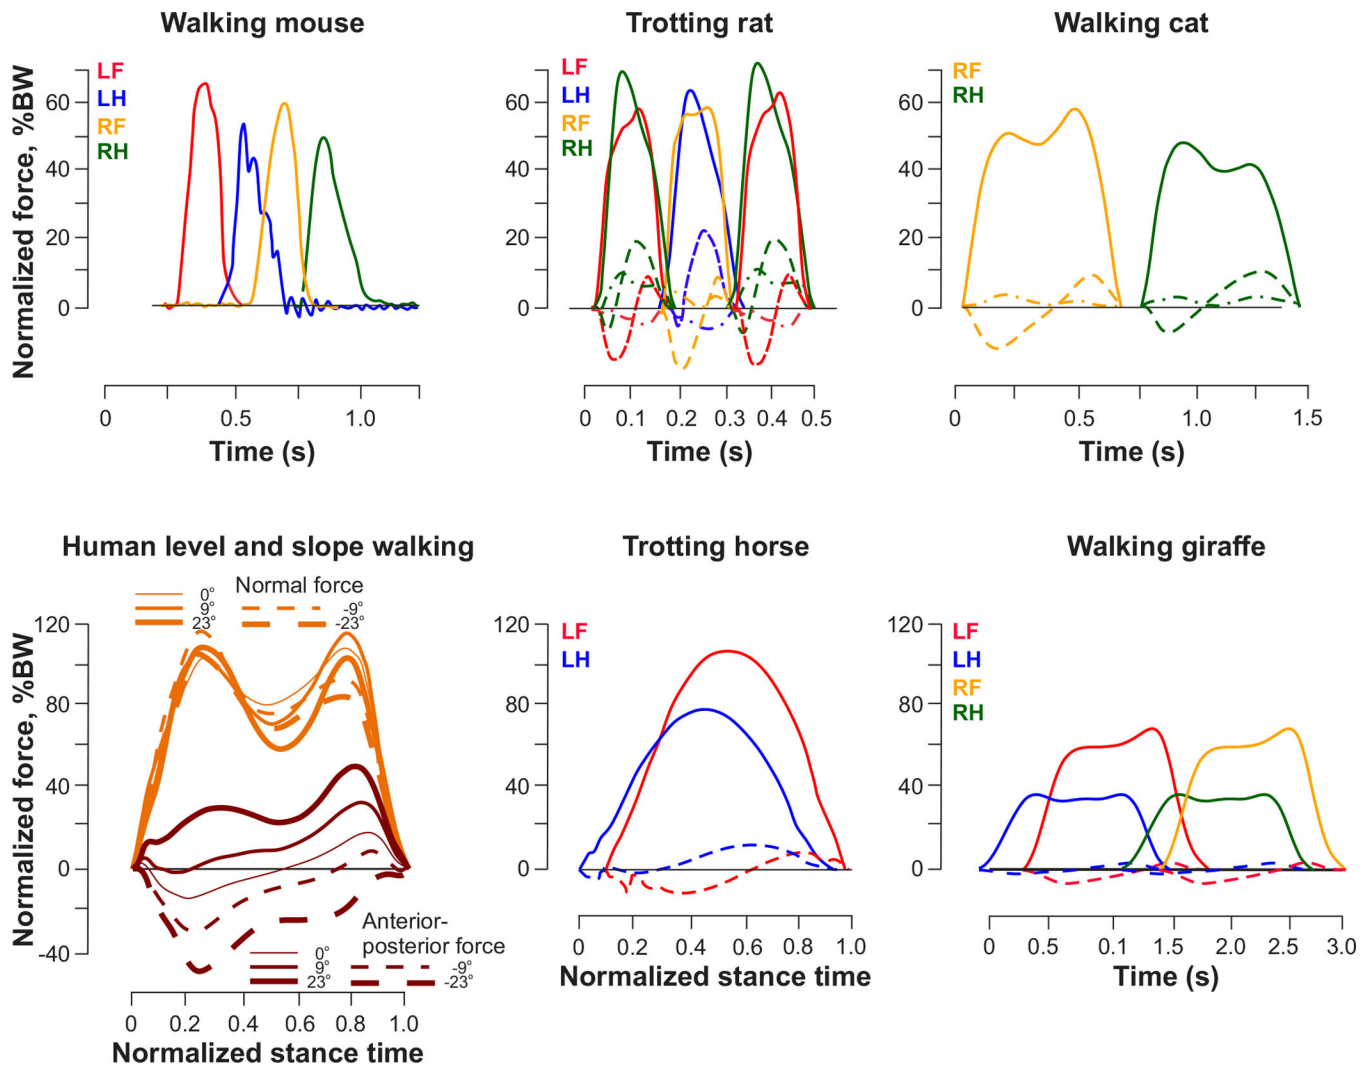 Walking mouse
Trotting rat
Walking cat
Normalized force, %BW
LF
LH
RF
RH
60
40
20
0
0
0.5
1.0
Time (s)
LF
LH
RF
RH
60
40
20
0
0
0.1
0.2
0.3
0.4
0.5
Time (s)
RF
RH
60
40
20
0
0
0.5
1.0
1.5
Time (s)
Human level and slope walking
Trotting horse
Walking giraffe
Normalized force, %BW
Normal force
0°
9°
23°
-9°
-23°
120
80
40
0
-40
Anterior-
posterior force
0°
9°
23°
-9°
-23°
0
0.2
0.4
0.6
0.8
1.0
Normalized stance time
LF
LH
120
80
40
0
0
0.2
0.4
0.6
0.8
1.0
Normalized stance time
LF
LH
RF
RH
120
80
40
0
0
0.5
0.1
1.5
2.0
2.5
3.0
Time (s)